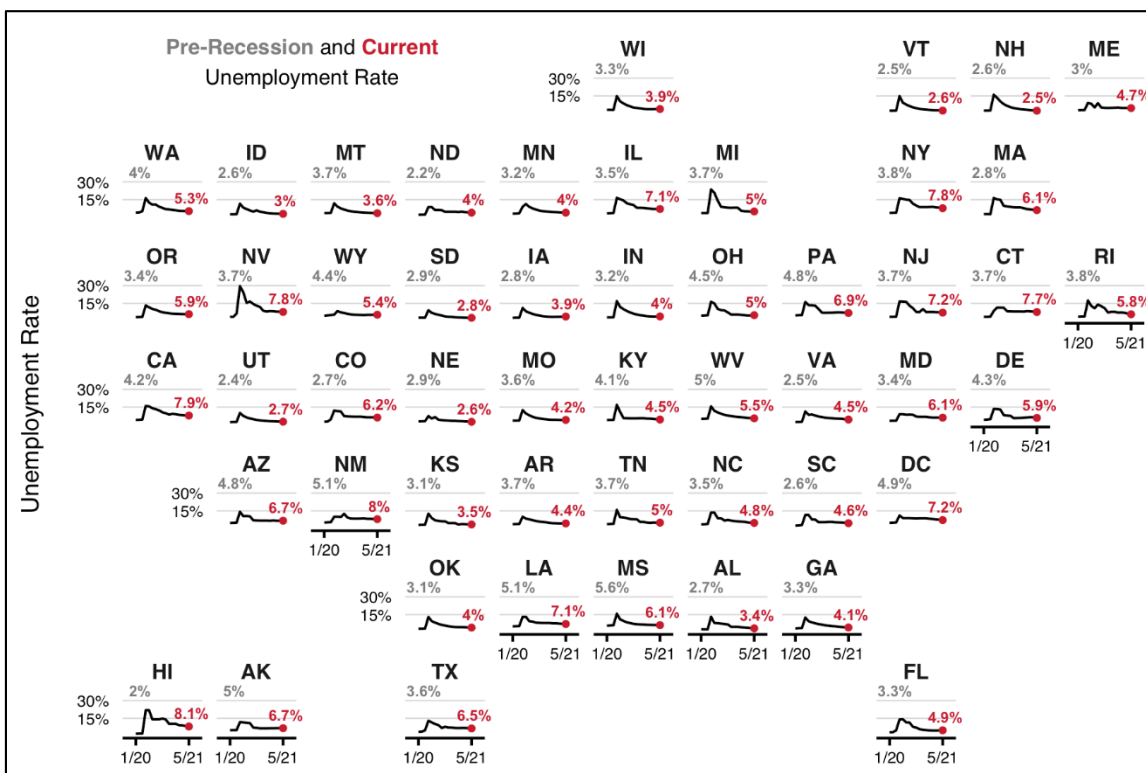 Pre-Recession and Current
Unemployment Rate
Unemployment Rate
WI VT NH ME
3.3% 2.5% 2.6% 3%
30%
15% 3.9% 2.6% 2.5% 4.7%
WA ID MT ND MN IL MI NY MA
4% 2.6% 3.7% 2.2% 3.2% 3.5% 3.7% 3.8% 2.8%
30%
15% 5.3% 3% 3.6% 4% 4% 7.1% 5% 7.8% 6.1%
OR NV WY SD IA IN OH PA NJ CT RI
3.4% 3.7% 4.4% 2.9% 2.8% 3.2% 4.5% 4.8% 3.7% 3.7% 3.8%
30%
15% 5.9% 7.8% 5.4% 2.8% 3.9% 4% 5% 6.9% 7.2% 7.7% 5.8%
1/20 5/21
CA UT CO NE MO KY WV VA MD DE
4.2% 2.4% 2.7% 2.9% 3.6% 4.1% 5% 2.5% 3.4% 4.3%
30%
15% 7.9% 2.7% 6.2% 2.6% 4.2% 4.5% 5.5% 4.5% 6.1% 5.9%
1/20 5/21
AZ NM KS AR TN NC SC DC
4.8% 5.1% 3.1% 3.7% 3.7% 3.5% 2.6% 4.9%
30%
15% 6.7% 8% 3.5% 4.4% 5% 4.8% 4.6% 7.2%
1/20 5/21
OK LA MS AL GA
3.1% 5.1% 5.6% 2.7% 3.3%
30%
15% 4% 7.1% 6.1% 3.4% 4.1%
1/20 5/21 1/20 5/21 1/20 5/21 1/20 5/21
HI AK TX FL
2% 5% 3.6% 3.3%
30%
15% 8.1% 6.7% 6.5% 4.9%
1/20 5/21 1/20 5/21 1/20 5/21 1/20 5/21